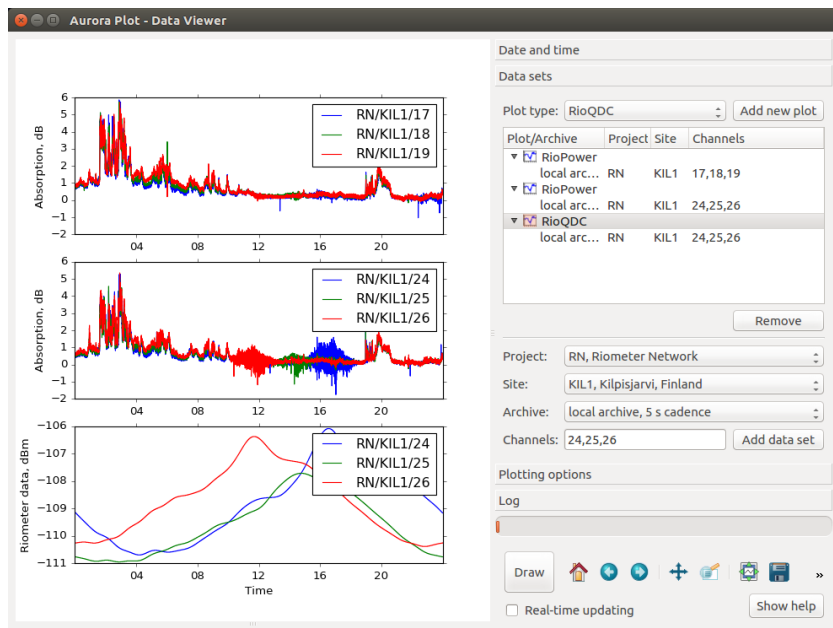 Aurora Plot - Data Viewer
6
5
4
3
2
1
0
−1
−2
Absorption, dB
RN/KIL1/17
RN/KIL1/18
RN/KIL1/19
04 08 12 16 20
6
5
4
3
2
1
0
−1
−2
Absorption, dB
RN/KIL1/24
RN/KIL1/25
RN/KIL1/26
04 08 12 16 20
−106
−107
−108
−109
−110
−111
Riometer data, dBm
RN/KIL1/24
RN/KIL1/25
RN/KIL1/26
04 08 12 16 20
Time
Date and time
Data sets
Plot type: RioQDC Add new plot
Plot/Archive Project Site Channels
RioPower
local arc... RN KIL1 17,18,19
RioPower
local arc... RN KIL1 24,25,26
RioQDC
local arc... RN KIL1 24,25,26
Remove
Project: RN, Riometer Network
Site: KIL1, Kilpisjarvi, Finland
Archive: local archive, 5 s cadence
Channels: 24,25,26 Add data set
Plotting options
Log
Draw »
Real-time updating Show help